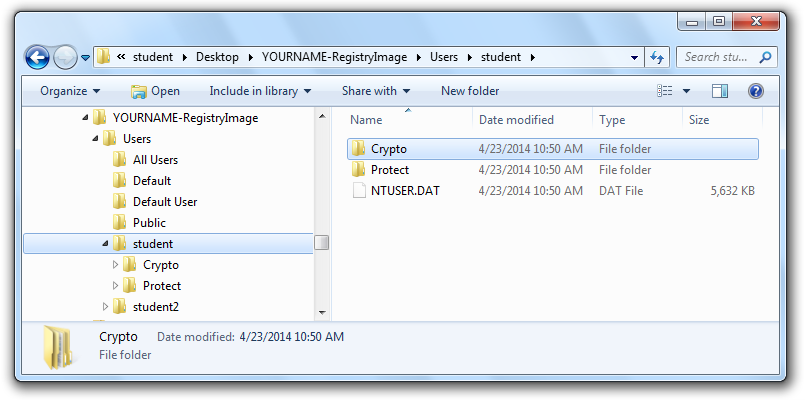 « student ▸ Desktop ▸ YOURNAME-RegistryImage ▸ Users ▸ student ▸ Search stu...
Organize Open Include in library Share with New folder
YOURNAME-RegistryImage
Users
All Users
Default
Default User
Public
student
Crypto
Protect
student2
Name Date modified Type Size
Crypto 4/23/2014 10:50 AM File folder
Protect 4/23/2014 10:50 AM File folder
NTUSER.DAT 4/23/2014 10:50 AM DAT File 5,632 KB
Crypto Date modified: 4/23/2014 10:50 AM
File folder